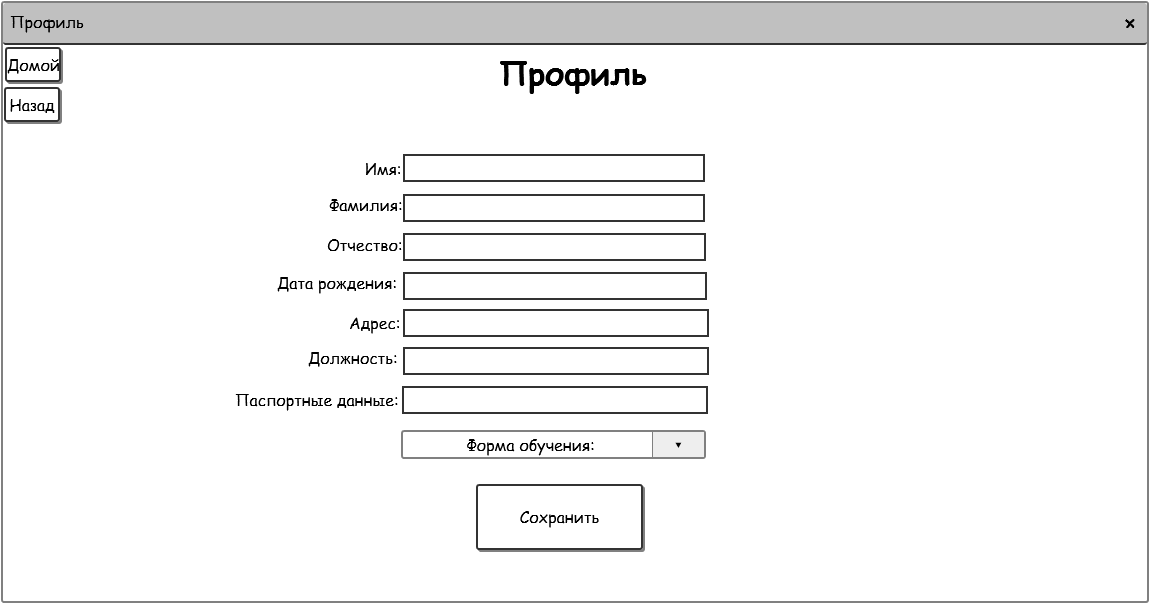 Профиль
Домой
Профиль
Назад
Имя:
Фамилия:
Отчество:
Дата рождения:
Адрес:
Должность:
Паспортные данные:
Форма обучения:
Сохранить